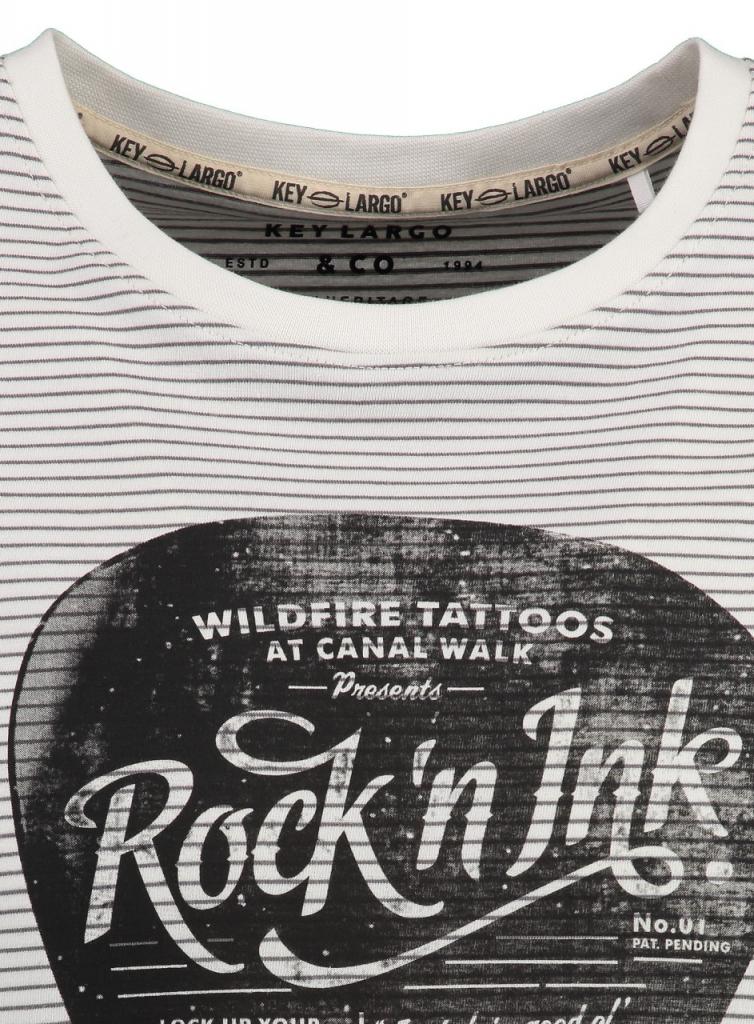 KEY LARGO® KEY LARGO® KEY LARGO® KEY
KEY LARGO
ESTD & CO 1994
HERITAGE
WILDFIRE TATTOOS
AT CANAL WALK
Presents
Rock 'n Ink.
No.01
PAT. PENDING
LOCK UP YOUR